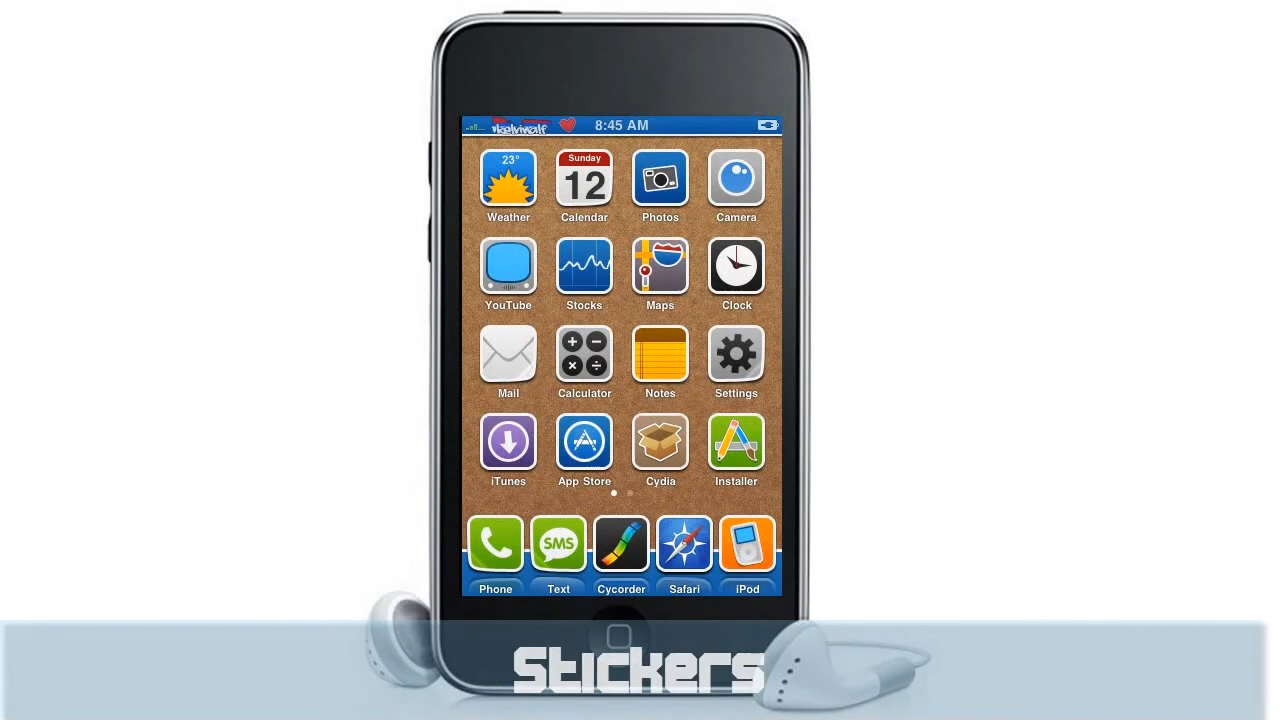 8:45 AM
23°
Sunday
12
Weather Calendar Photos Camera
YouTube Stocks Maps Clock
Mail Calculator Notes Settings
iTunes App Store Cydia Installer
SMS
Phone Text Cycorder Safari iPod
Stickers